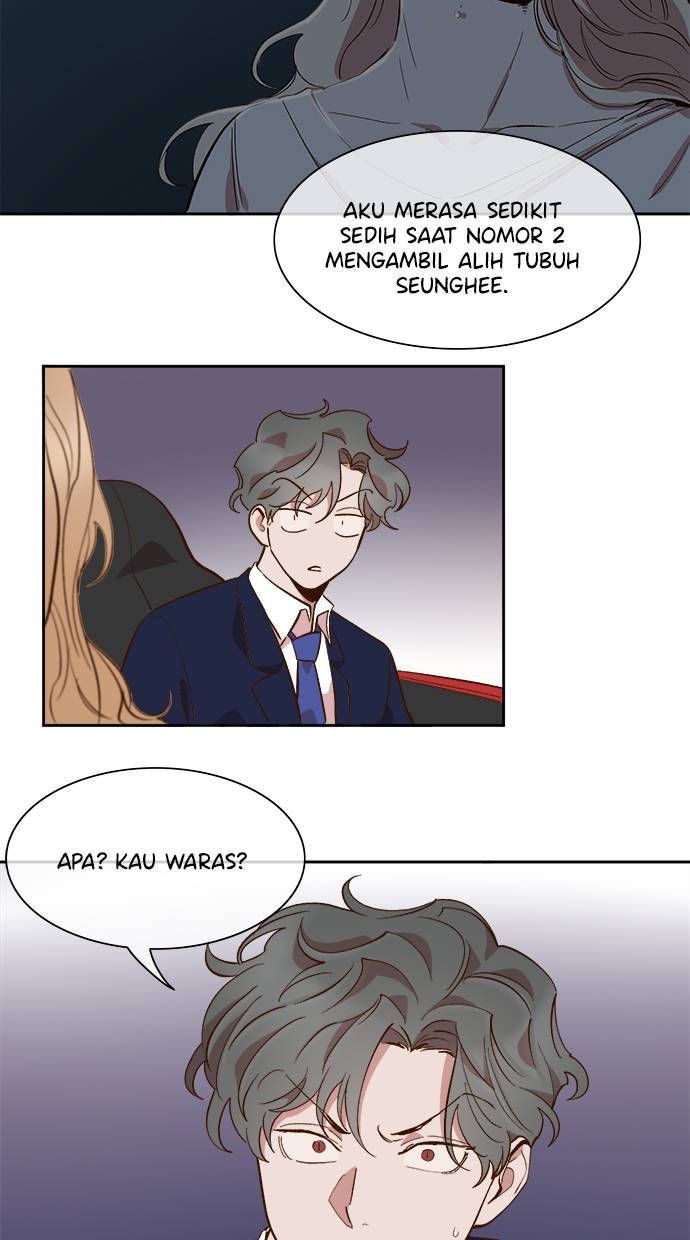 AKU MERASA SEDIKIT
SEDIH SAAT NOMOR 2
MENGAMBIL ALIH TUBUH
SEUNGHEE.
APA? KAU WARAS?